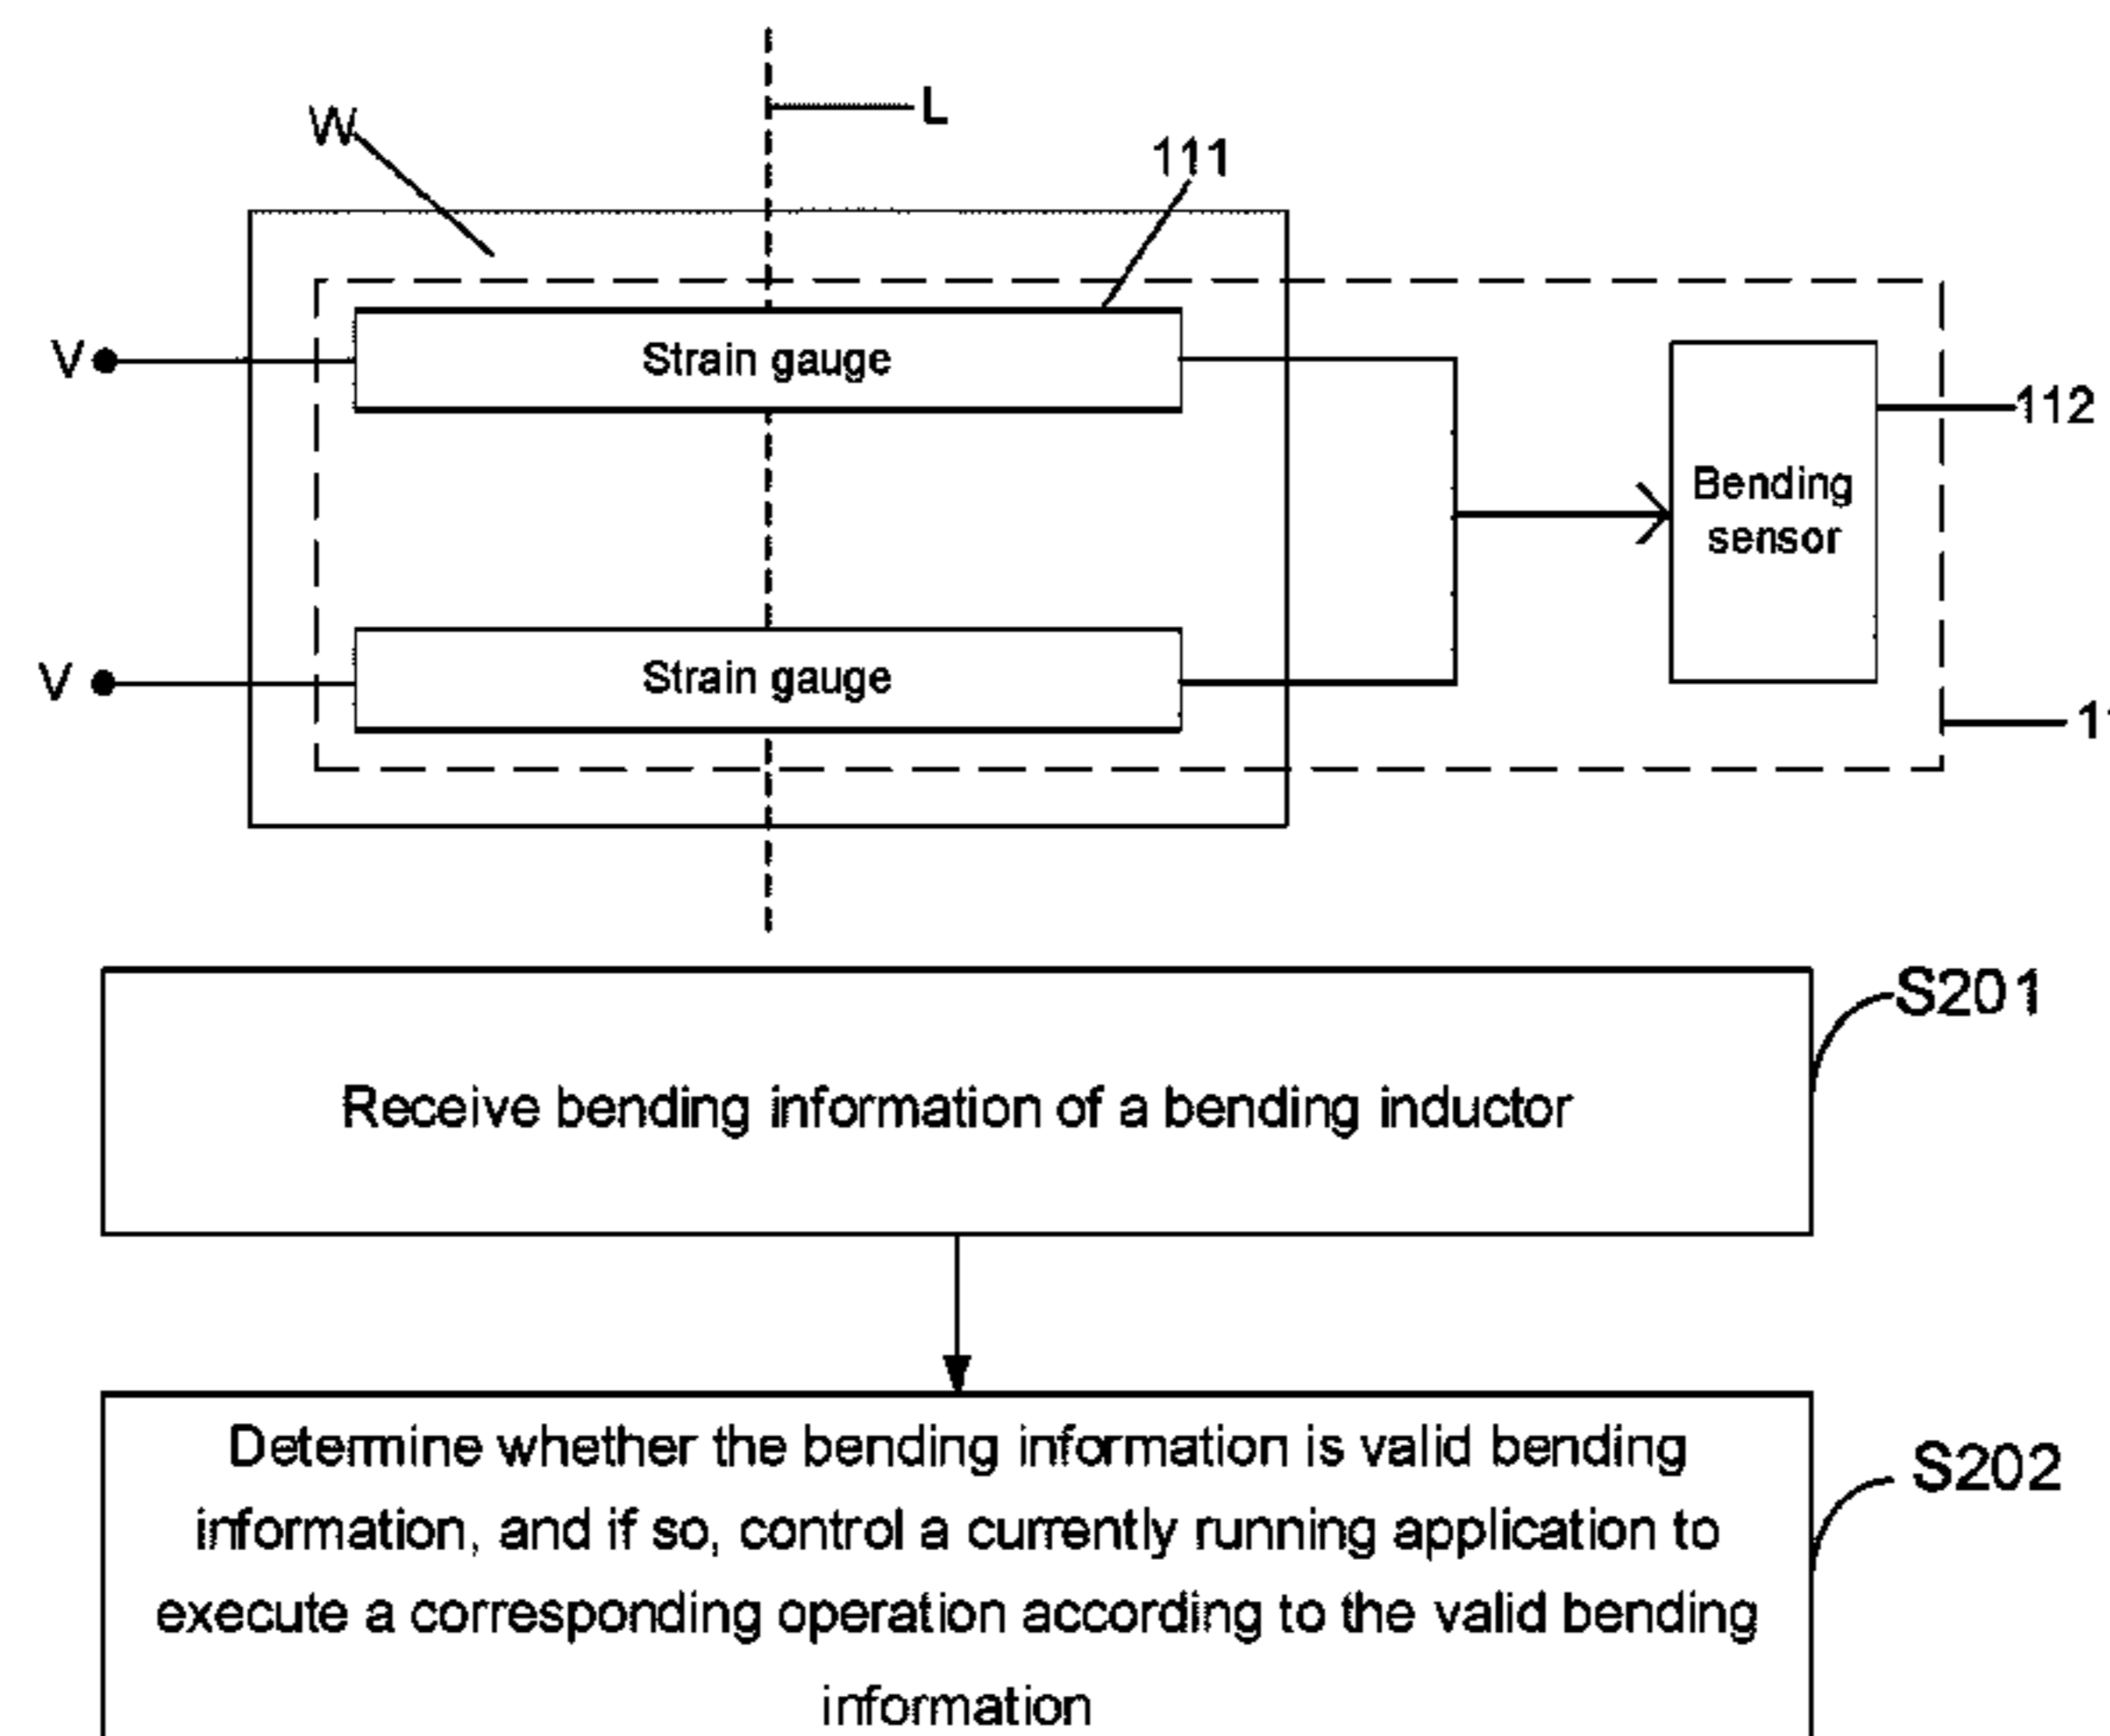 L
W
111
V
Strain gauge
112
Bending
sensor
V
Strain gauge
11
S201
Receive bending information of a bending inductor
Determine whether the bending information is valid bending
S202
information, and if so, control a currently running application to
execute a corresponding operation according to the valid bending
information